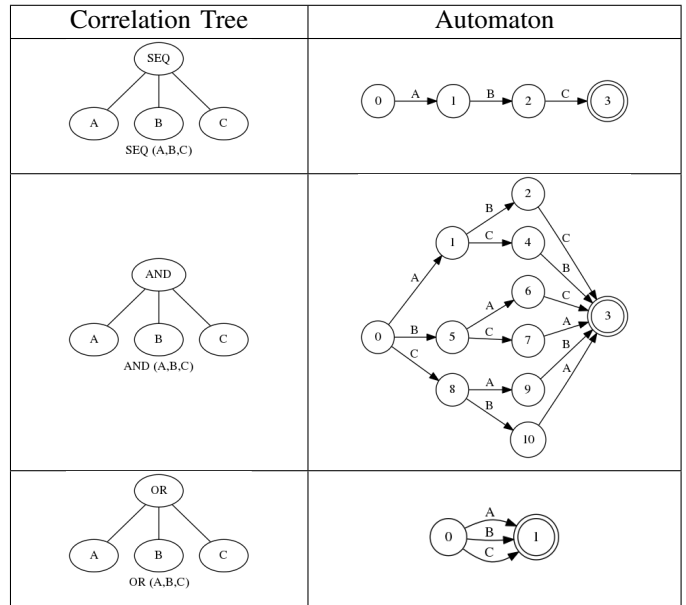 Correlation Tree Automaton
SEQ
A B C
SEQ (A,B,C)
0 A 1 B 2 C 3
AND
A B C
AND (A,B,C)
2
B C
1 C 4
A B
6
A C
0 B 5 C 7 A 3
C B
8 A 9
B A
10
OR
A B C
OR (A,B,C)
A
0 B 1
C